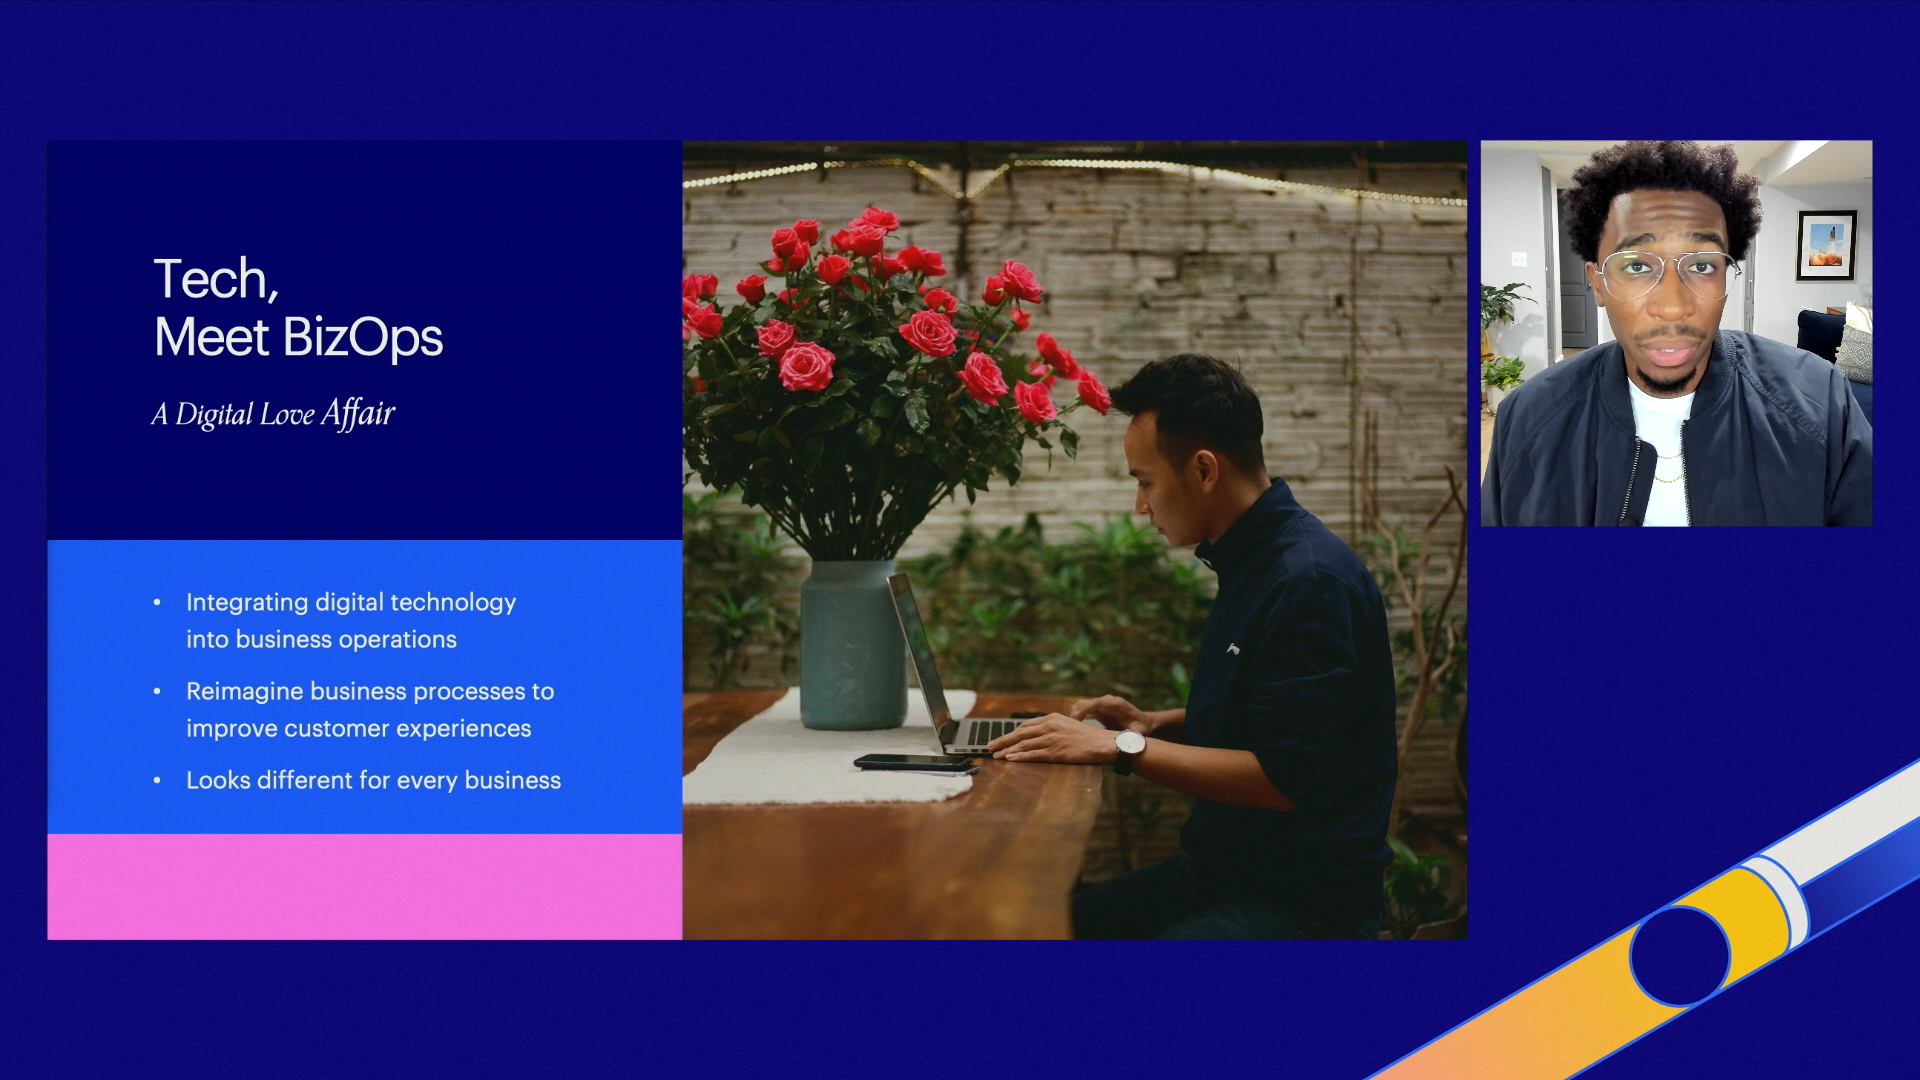 Tech,
Meet BizOps
A Digital Love Affair
• Integrating digital technology
into business operations
• Reimagine business processes to
improve customer experiences
• Looks different for every business